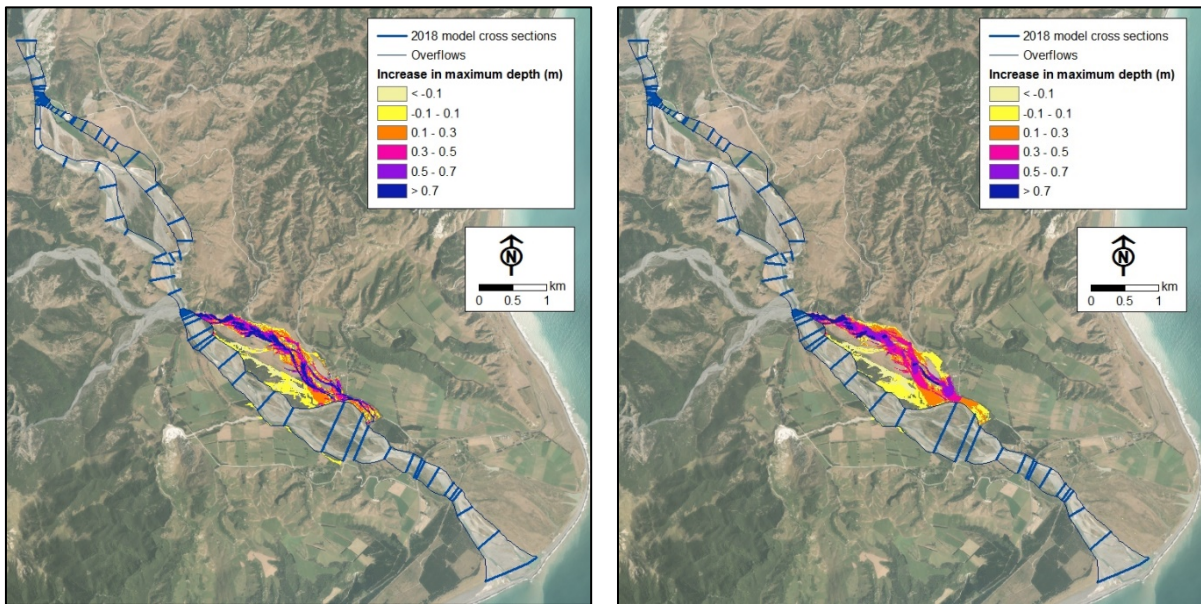 2018 model cross sections
Overflows
Increase in maximum depth (m)
< -0.1
-0.1 - 0.1
0.1 - 0.3
0.3 - 0.5
0.5 - 0.7
> 0.7
N
km
0 0.5 1
2018 model cross sections
Overflows
Increase in maximum depth (m)
< -0.1
-0.1 - 0.1
0.1 - 0.3
0.3 - 0.5
0.5 - 0.7
> 0.7
N
km
0 0.5 1